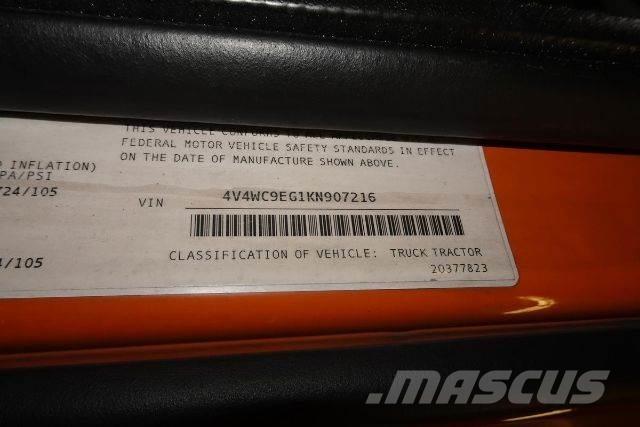 THIS VEHICLE CONFORMS TO ALL
FEDERAL MOTOR VEHICLE SAFETY STANDARDS IN EFFECT
ON THE DATE OF MANUFACTURE SHOWN ABOVE.
INFLATION)
PA/PSI
724/105
VIN 4V4WC9EG1KN907216
/105
CLASSIFICATION OF VEHICLE: TRUCK TRACTOR
20377823
MASCUS